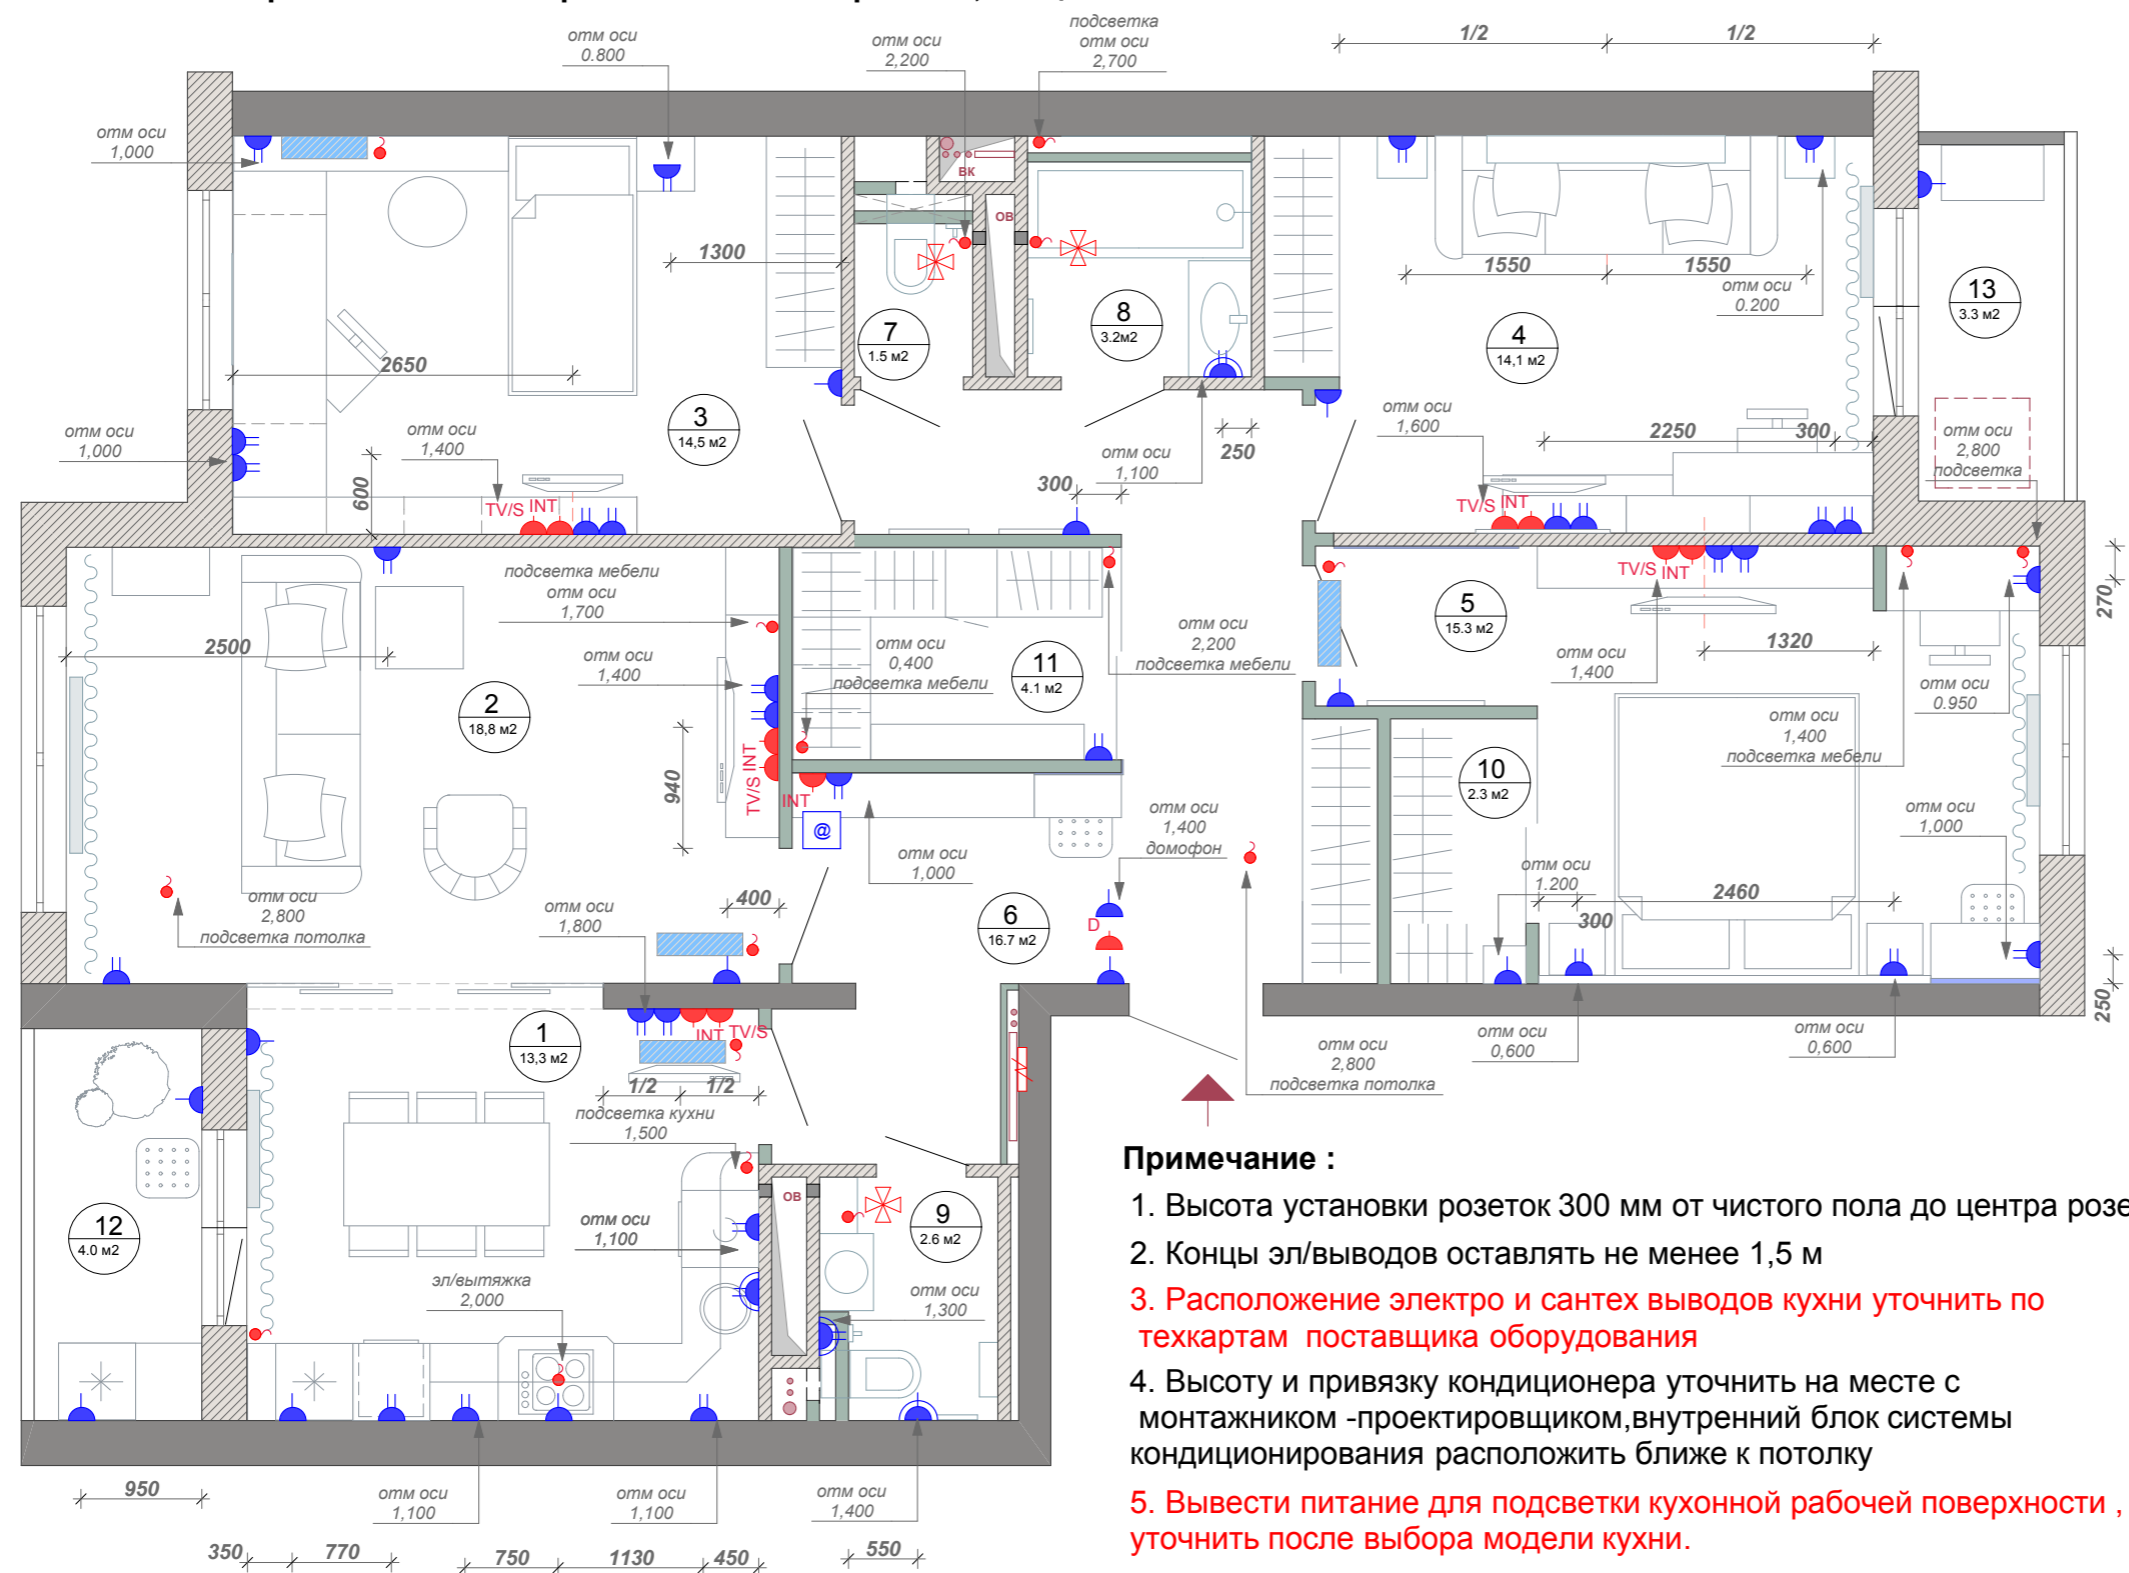 отм оси
0.800
отм оси
2,200
подсветка
отм оси
2,700
1/2
1/2
отм оси
1,000
ВК
ОВ
1300
1550
1550
отм оси
0.200
13
3.3 м2
7
1.5 м2
8
3.2м2
4
14,1 м2
2650
3
14,5 м2
отм оси
1,000
отм оси
1,400
600
TV/S INT
отм оси
1,100
250
300
отм оси
1,600
2250
300
отм оси
2,800
подсветка
TV/S INT
подсветка мебели
отм оси
1,700
2500
отм оси
1,400
2
18,8 м2
940
TV/S INT
отм оси
0,400
подсветка мебели
11
4.1 м2
отм оси
2,200
подсветка мебели
5
15.3 м2
TV/S INT
отм оси
1,400
1320
270
отм оси
0.950
отм оси
1,400
подсветка мебели
10
2.3 м2
INT
@
отм оси
1,000
отм оси
1,400
домофон
отм оси
1,000
отм оси
1.200
2460
300
отм оси
2,800
подсветка потолка
отм оси
1,800
400
6
16.7 м2
D
250
1
13,3 м2
INT TV/S
1/2
1/2
отм оси
2,800
подсветка потолка
отм оси
0,600
отм оси
0,600
подсветка кухни
1,500
12
4.0 м2
отм оси
1,100
эл/вытяжка
2,000
ОВ
9
2.6 м2
отм оси
1,300
950
отм оси
1,100
отм оси
1,100
отм оси
1,400
350
770
750
1130
450
550
Примечание :
1. Высота установки розеток 300 мм от чистого пола до центра розе
2. Концы эл/выводов оставлять не менее 1,5 м
3. Расположение электро и сантех выводов кухни уточнить по
техкартам поставщика оборудования
4. Высоту и привязку кондиционера уточнить на месте с
монтажником -проектировщиком,внутренний блок системы
кондиционирования расположить ближе к потолку
5. Вывести питание для подсветки кухонной рабочей поверхности ,
уточнить после выбора модели кухни.